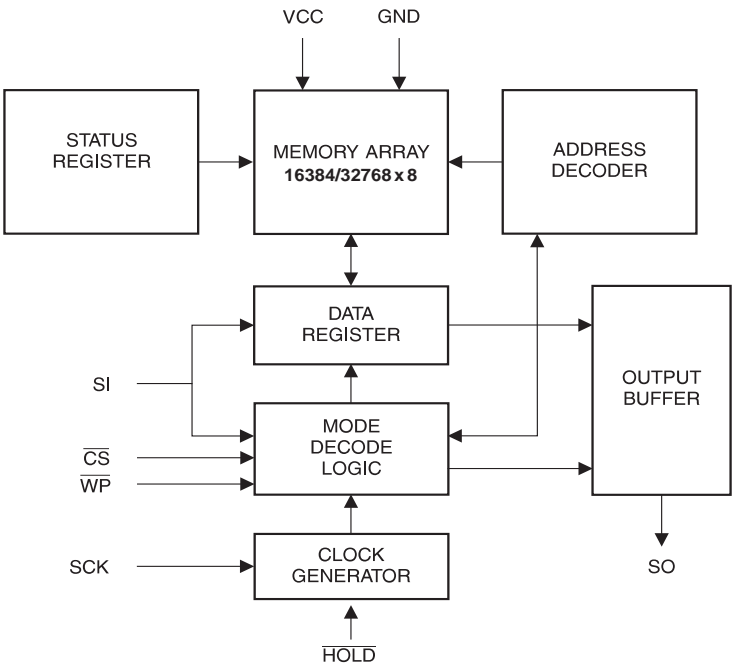 VCC
GND
STATUS
REGISTER
MEMORY ARRAY
16384/32768 x 8
ADDRESS
DECODER
DATA
REGISTER
OUTPUT
BUFFER
SI
MODE
DECODE
LOGIC
CS
WP
SCK
CLOCK
GENERATOR
SO
HOLD